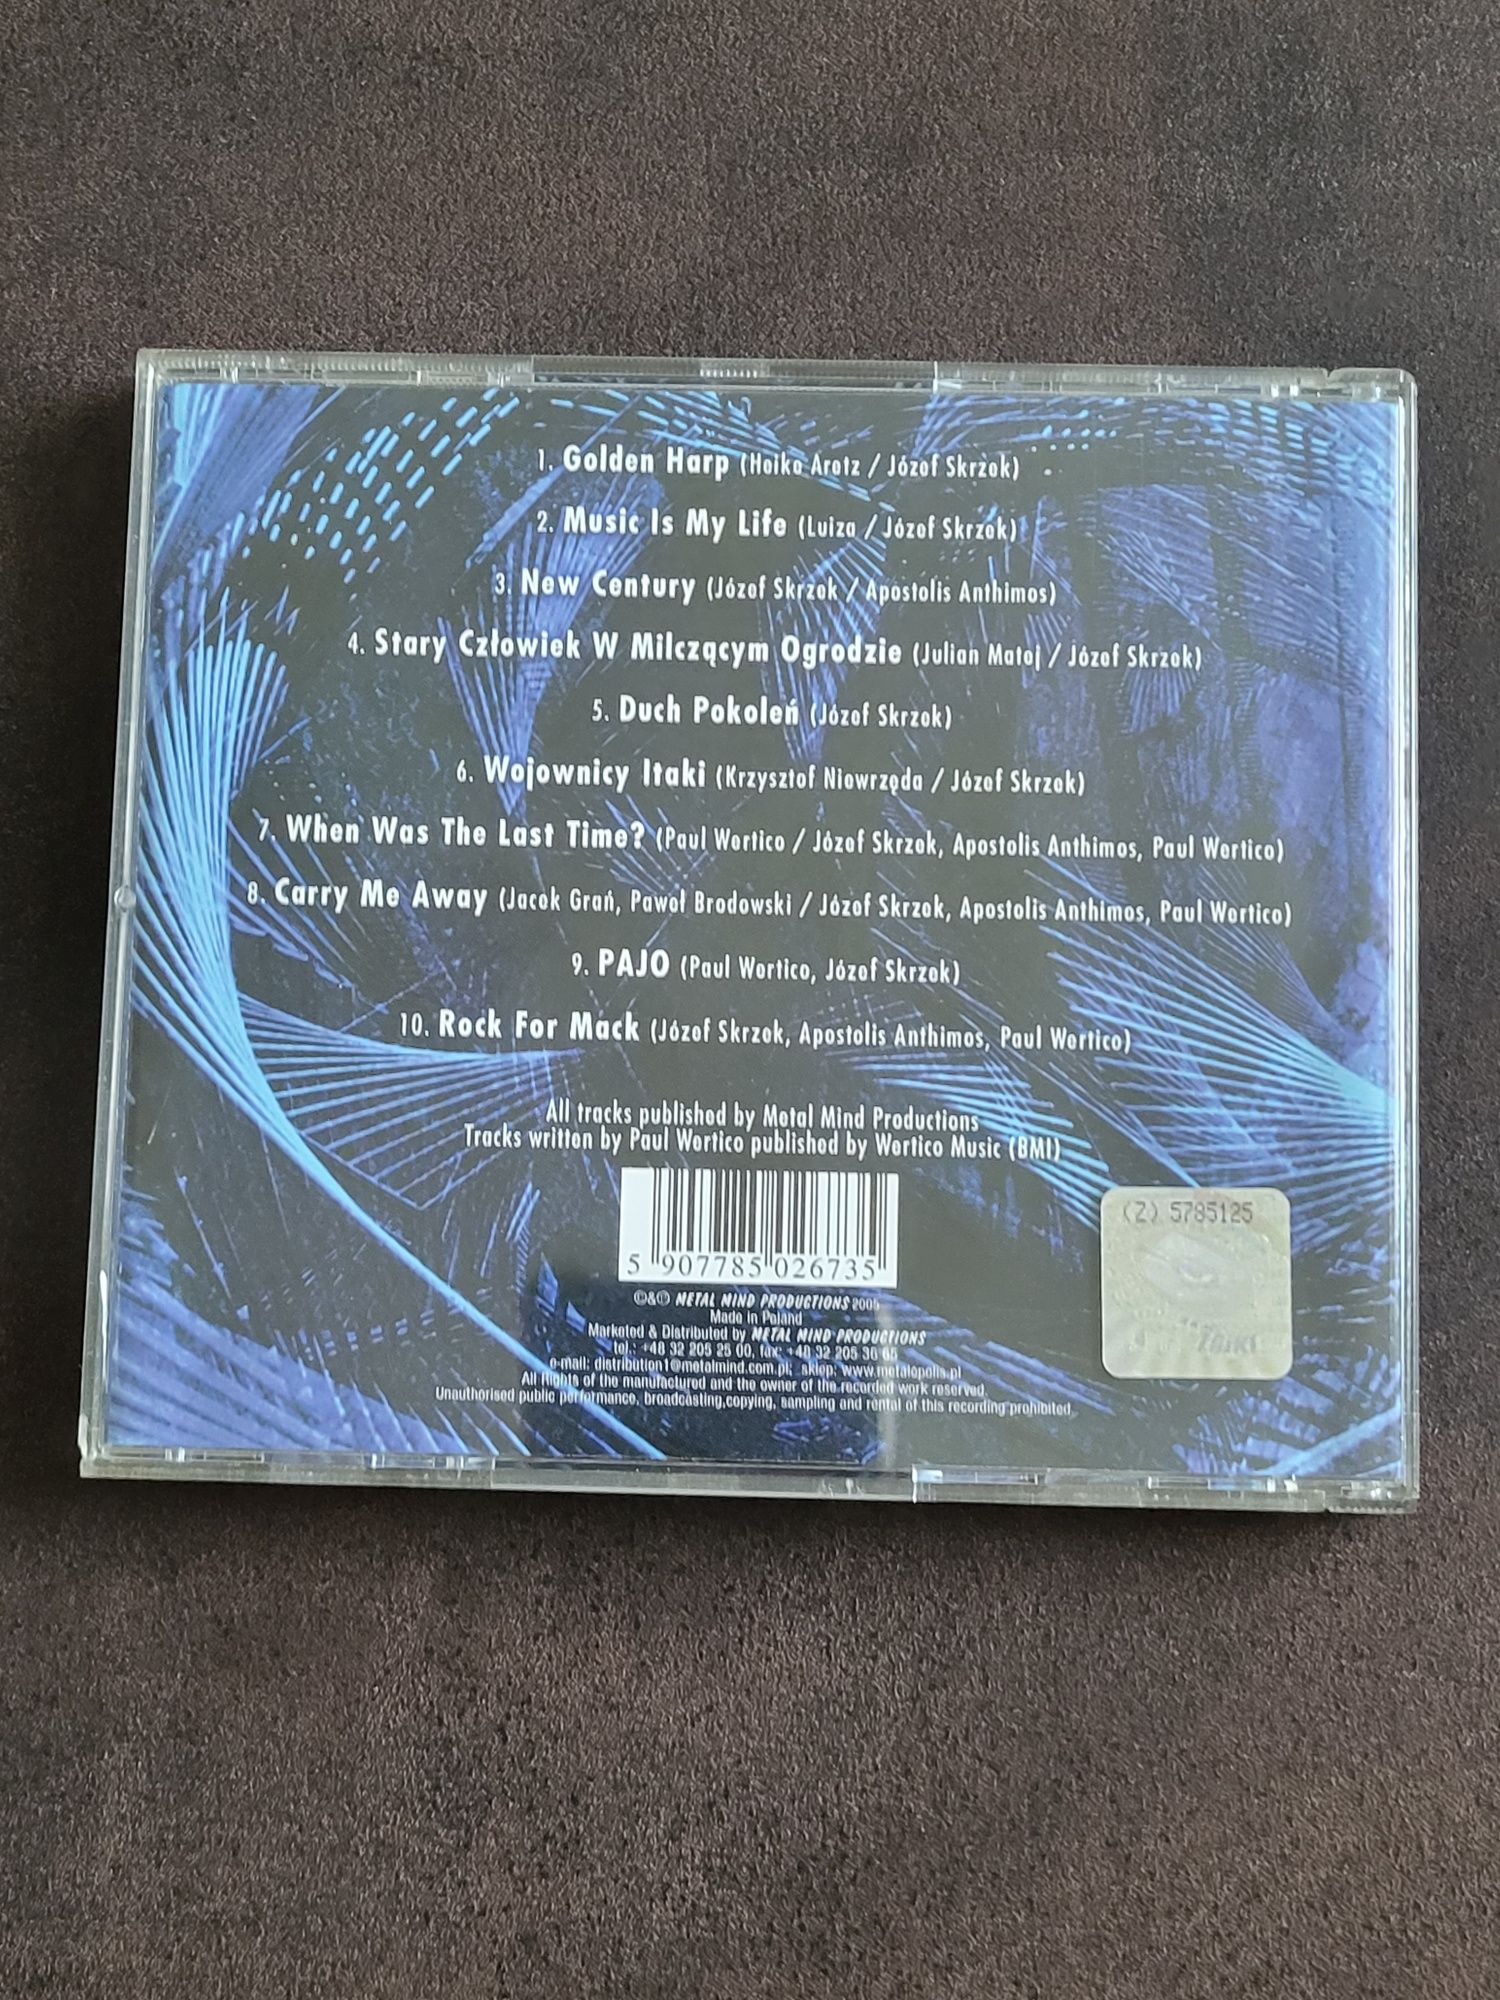 1. Golden Harp (Heiko Aretz / Józef Skrzek)
2. Music Is My Life (Luiza / Józef Skrzek)
3. New Century (Józef Skrzek / Apostolis Anthimos)
4. Stary Człowiek W Milczącym Ogrodzie (Julian Matej / Józef Skrzek)
5. Duch Pokoleń (Józef Skrzek)
6. Wojownicy Itaki (Krzysztof Niewrzęda / Józef Skrzek)
7. When Was The Last Time? (Paul Wertico / Józef Skrzek, Apostolis Anthimos, Paul Wertico)
8. Carry Me Away (Jacek Grań, Paweł Brodowski / Józef Skrzek, Apostolis Anthimos, Paul Wertico)
9. PAJO (Paul Wertico, Józef Skrzek)
10. Rock For Mack (Józef Skrzek, Apostolis Anthimos, Paul Wertico)
All tracks published by Metal Mind Productions
Tracks written by Paul Wertico published by Wertico Music (BMI)
(Z) 5785125
5 907785 026735
©&℗ METAL MIND PRODUCTIONS 2005
Made in Poland
Marketed & Distributed by METAL MIND PRODUCTIONS
tel.: +48 32 205 25 00, fax: +48 32 205 36 65
e-mail: distribution1@metalmind.com.pl; sklep: www.metalopolis.pl
All Rights of the manufactured and the owner of the recorded work reserved.
Unauthorised public performance, broadcasting,copying, sampling and rental of this recording prohibited.